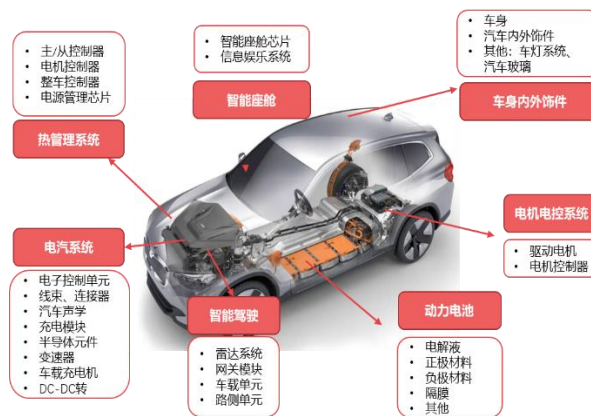 主/从控制器
电机控制器
整车控制器
电源管理芯片
热管理系统
智能座舱芯片
信息娱乐系统
智能座舱
车身
汽车内外饰件
其他：车灯系统、
汽车玻璃
车身内外饰件
电汽系统
电子控制单元
线束、连接器
汽车声学
充电模块
半导体元件
变速器
车载充电机
DC-DC转
智能驾驶
雷达系统
网关模块
车载单元
路侧单元
动力电池
电解液
正极材料
负极材料
隔膜
其他
电机电控系统
驱动电机
电机控制器